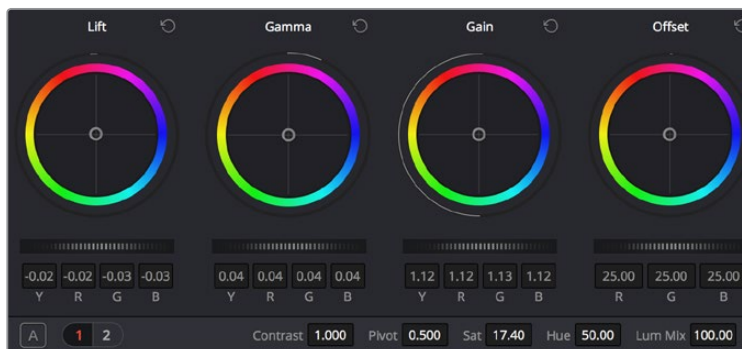 Lift Gamma Gain Offset
-0.02 -0.02 -0.03 -0.03 0.04 0.04 0.04 0.04 1.12 1.12 1.13 1.12 25.00 25.00 25.00
Y R G B Y R G B Y R G B R G B
A 1 2 Contrast 1.000 Pivot 0.500 Sat 17.40 Hue 50.00 Lum Mix 100.00